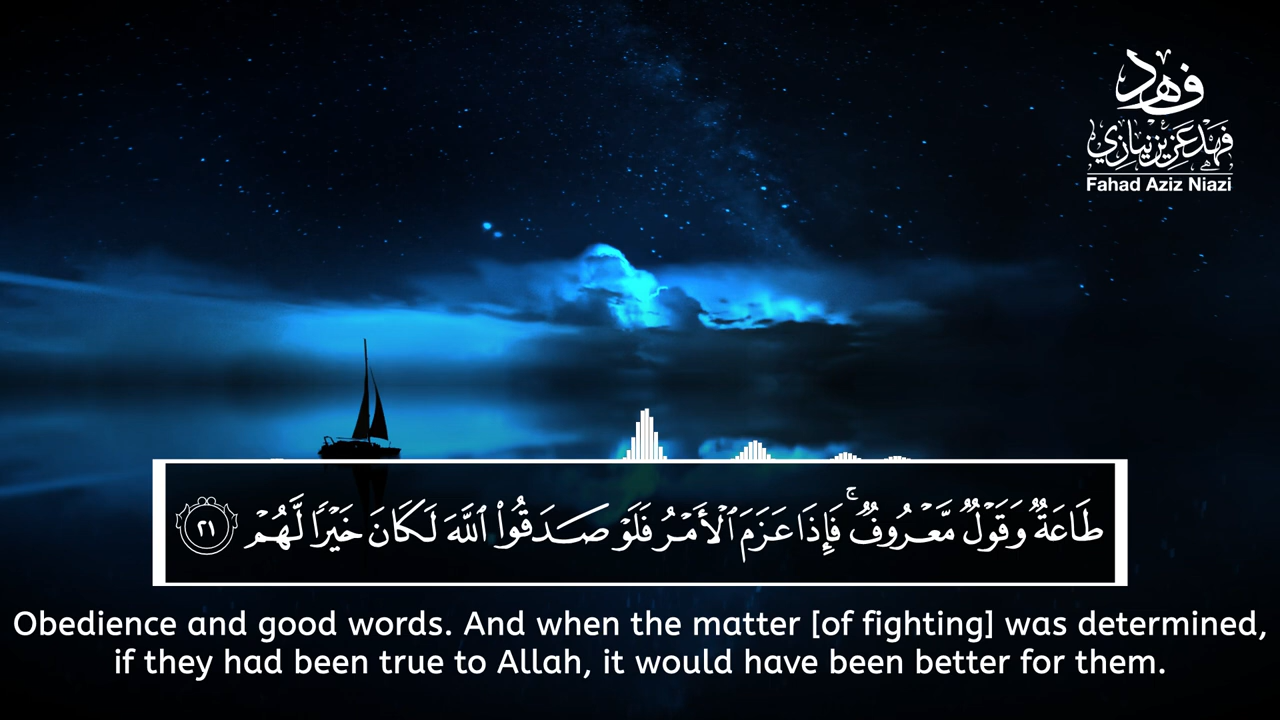 فهد
فهد عزيز نيازي
Fahad Aziz Niazi
طَاعَةٌ وَقَوْلٌ مَّعْرُوفٌ ۚ فَإِذَا عَزَمَ ٱلْأَمْرُ فَلَوْ صَدَقُوا۟ ٱللَّهَ لَكَانَ خَيْرًا لَّهُمْ ٢١
Obedience and good words. And when the matter [of fighting] was determined,
if they had been true to Allah, it would have been better for them.